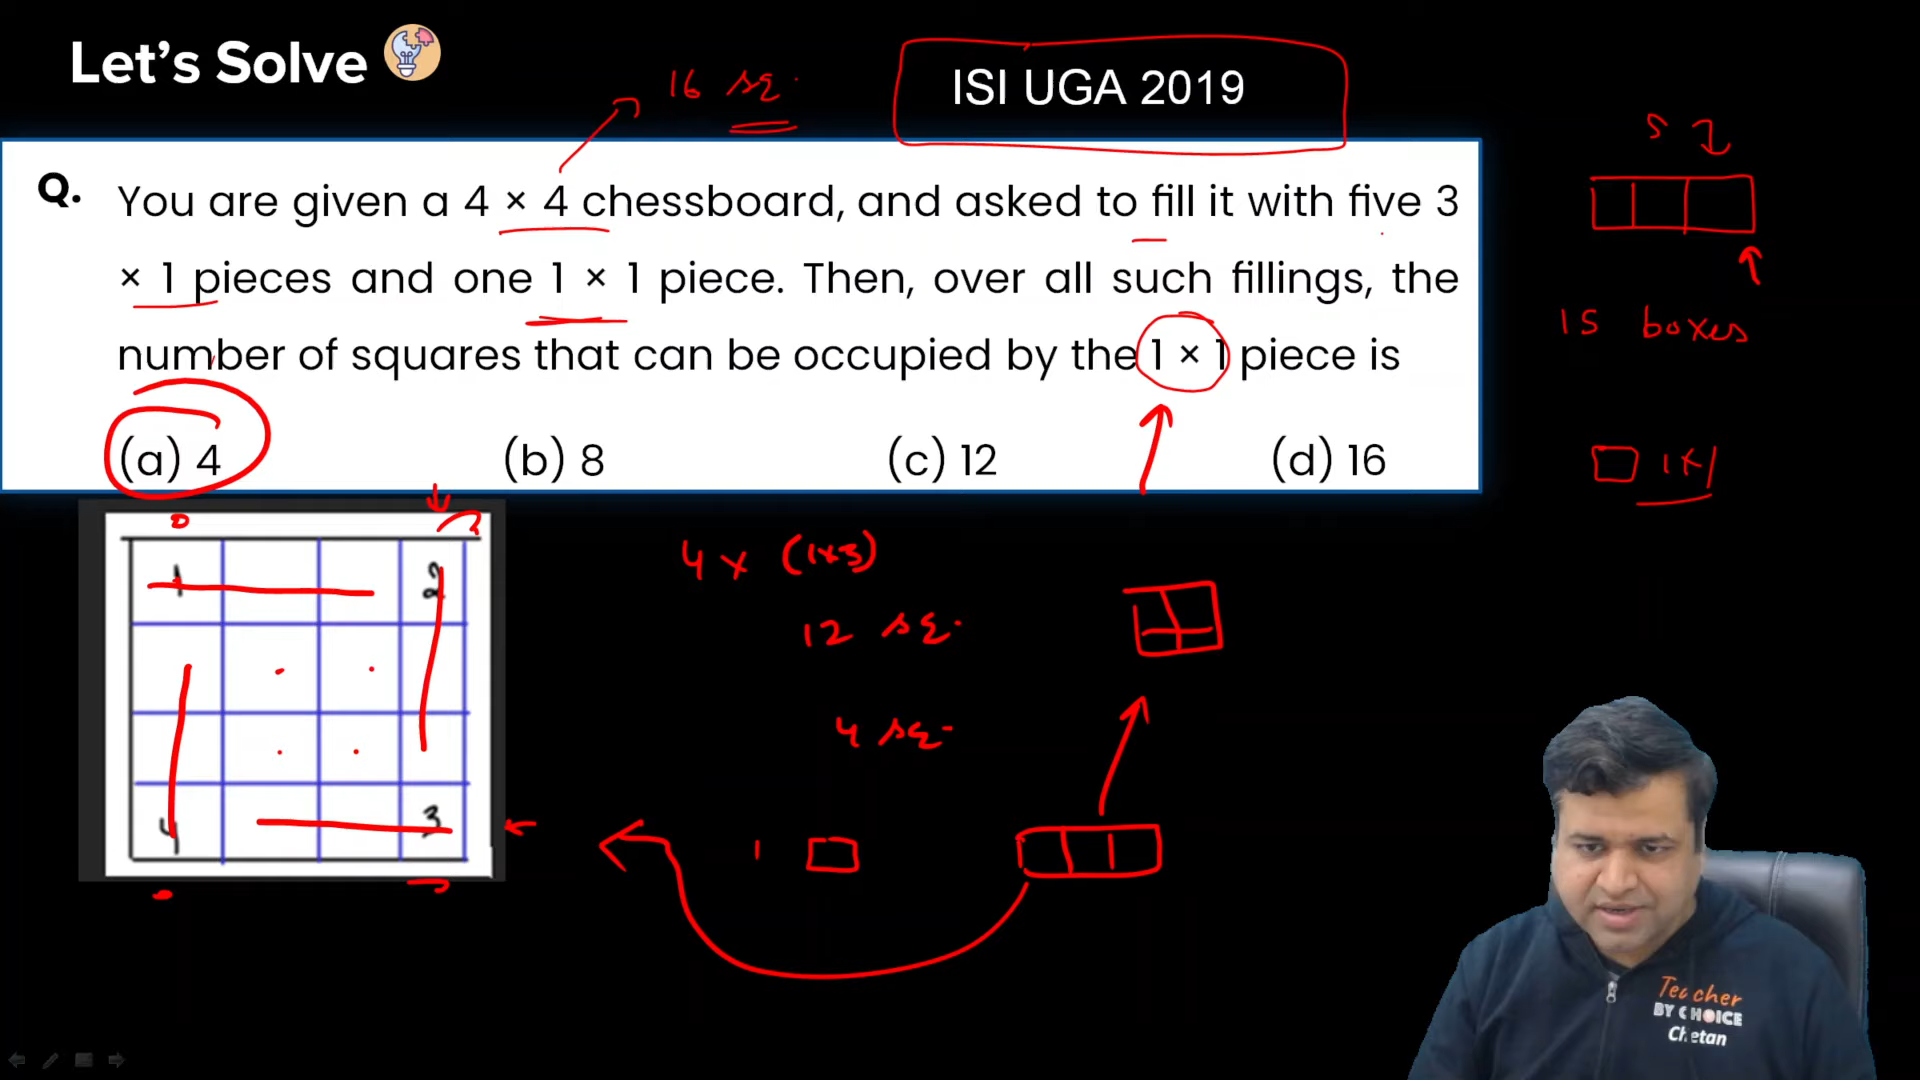 Let's Solve
16 sq.
ISI UGA 2019
Q. You are given a 4 × 4 chessboard, and asked to fill it with five 3
× 1 pieces and one 1 × 1 piece. Then, over all such fillings, the
number of squares that can be occupied by the 1 × 1 piece is
(a) 4 (b) 8 (c) 12 (d) 16
5
15 boxes
1×1
1 2
4 3
4 × (1×3)
12 sq.
4 sq.
1
Teacher
BY CHOICE
Chetan